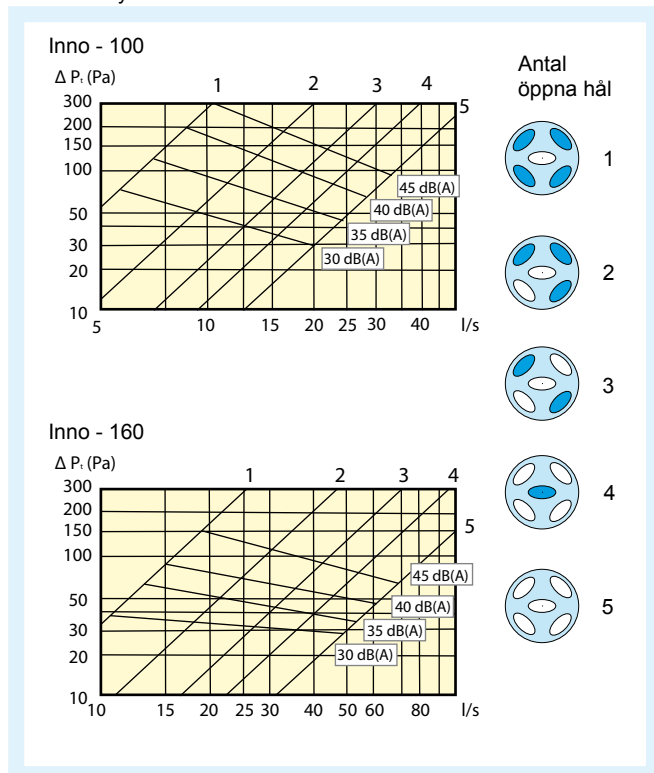 Inno - 100
Δ Pₜ (Pa)
1 2 3 4
5
300
200
150
100
50
30
20
10
45 dB(A)
40 dB(A)
35 dB(A)
30 dB(A)
5 10 15 20 25 30 40 l/s
Antal
öppna hål
1
2
3
4
5
Inno - 160
Δ Pₜ (Pa)
1 2 3 4
5
300
200
150
100
50
30
20
10
45 dB(A)
40 dB(A)
35 dB(A)
30 dB(A)
10 15 20 25 30 40 50 60 80 l/s